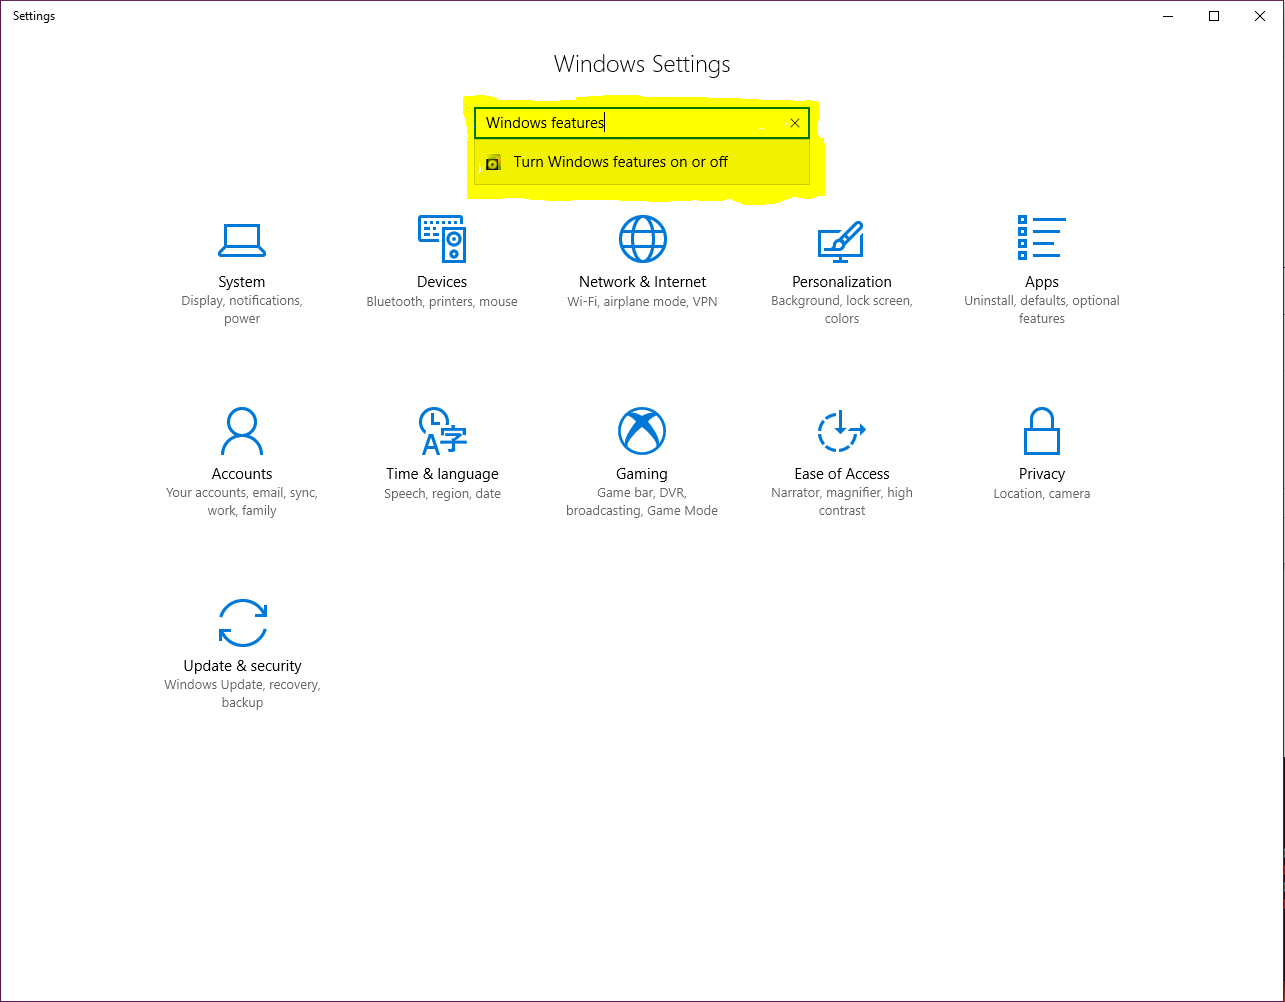 Settings
Windows Settings
Windows features
Turn Windows features on or off
System
Display, notifications,
power
Devices
Bluetooth, printers, mouse
Network & Internet
Wi-Fi, airplane mode, VPN
Personalization
Background, lock screen,
colors
Apps
Uninstall, defaults, optional
features
Accounts
Your accounts, email, sync,
work, family
Time & language
Speech, region, date
Gaming
Game bar, DVR,
broadcasting, Game Mode
Ease of Access
Narrator, magnifier, high
contrast
Privacy
Location, camera
Update & security
Windows Update, recovery,
backup